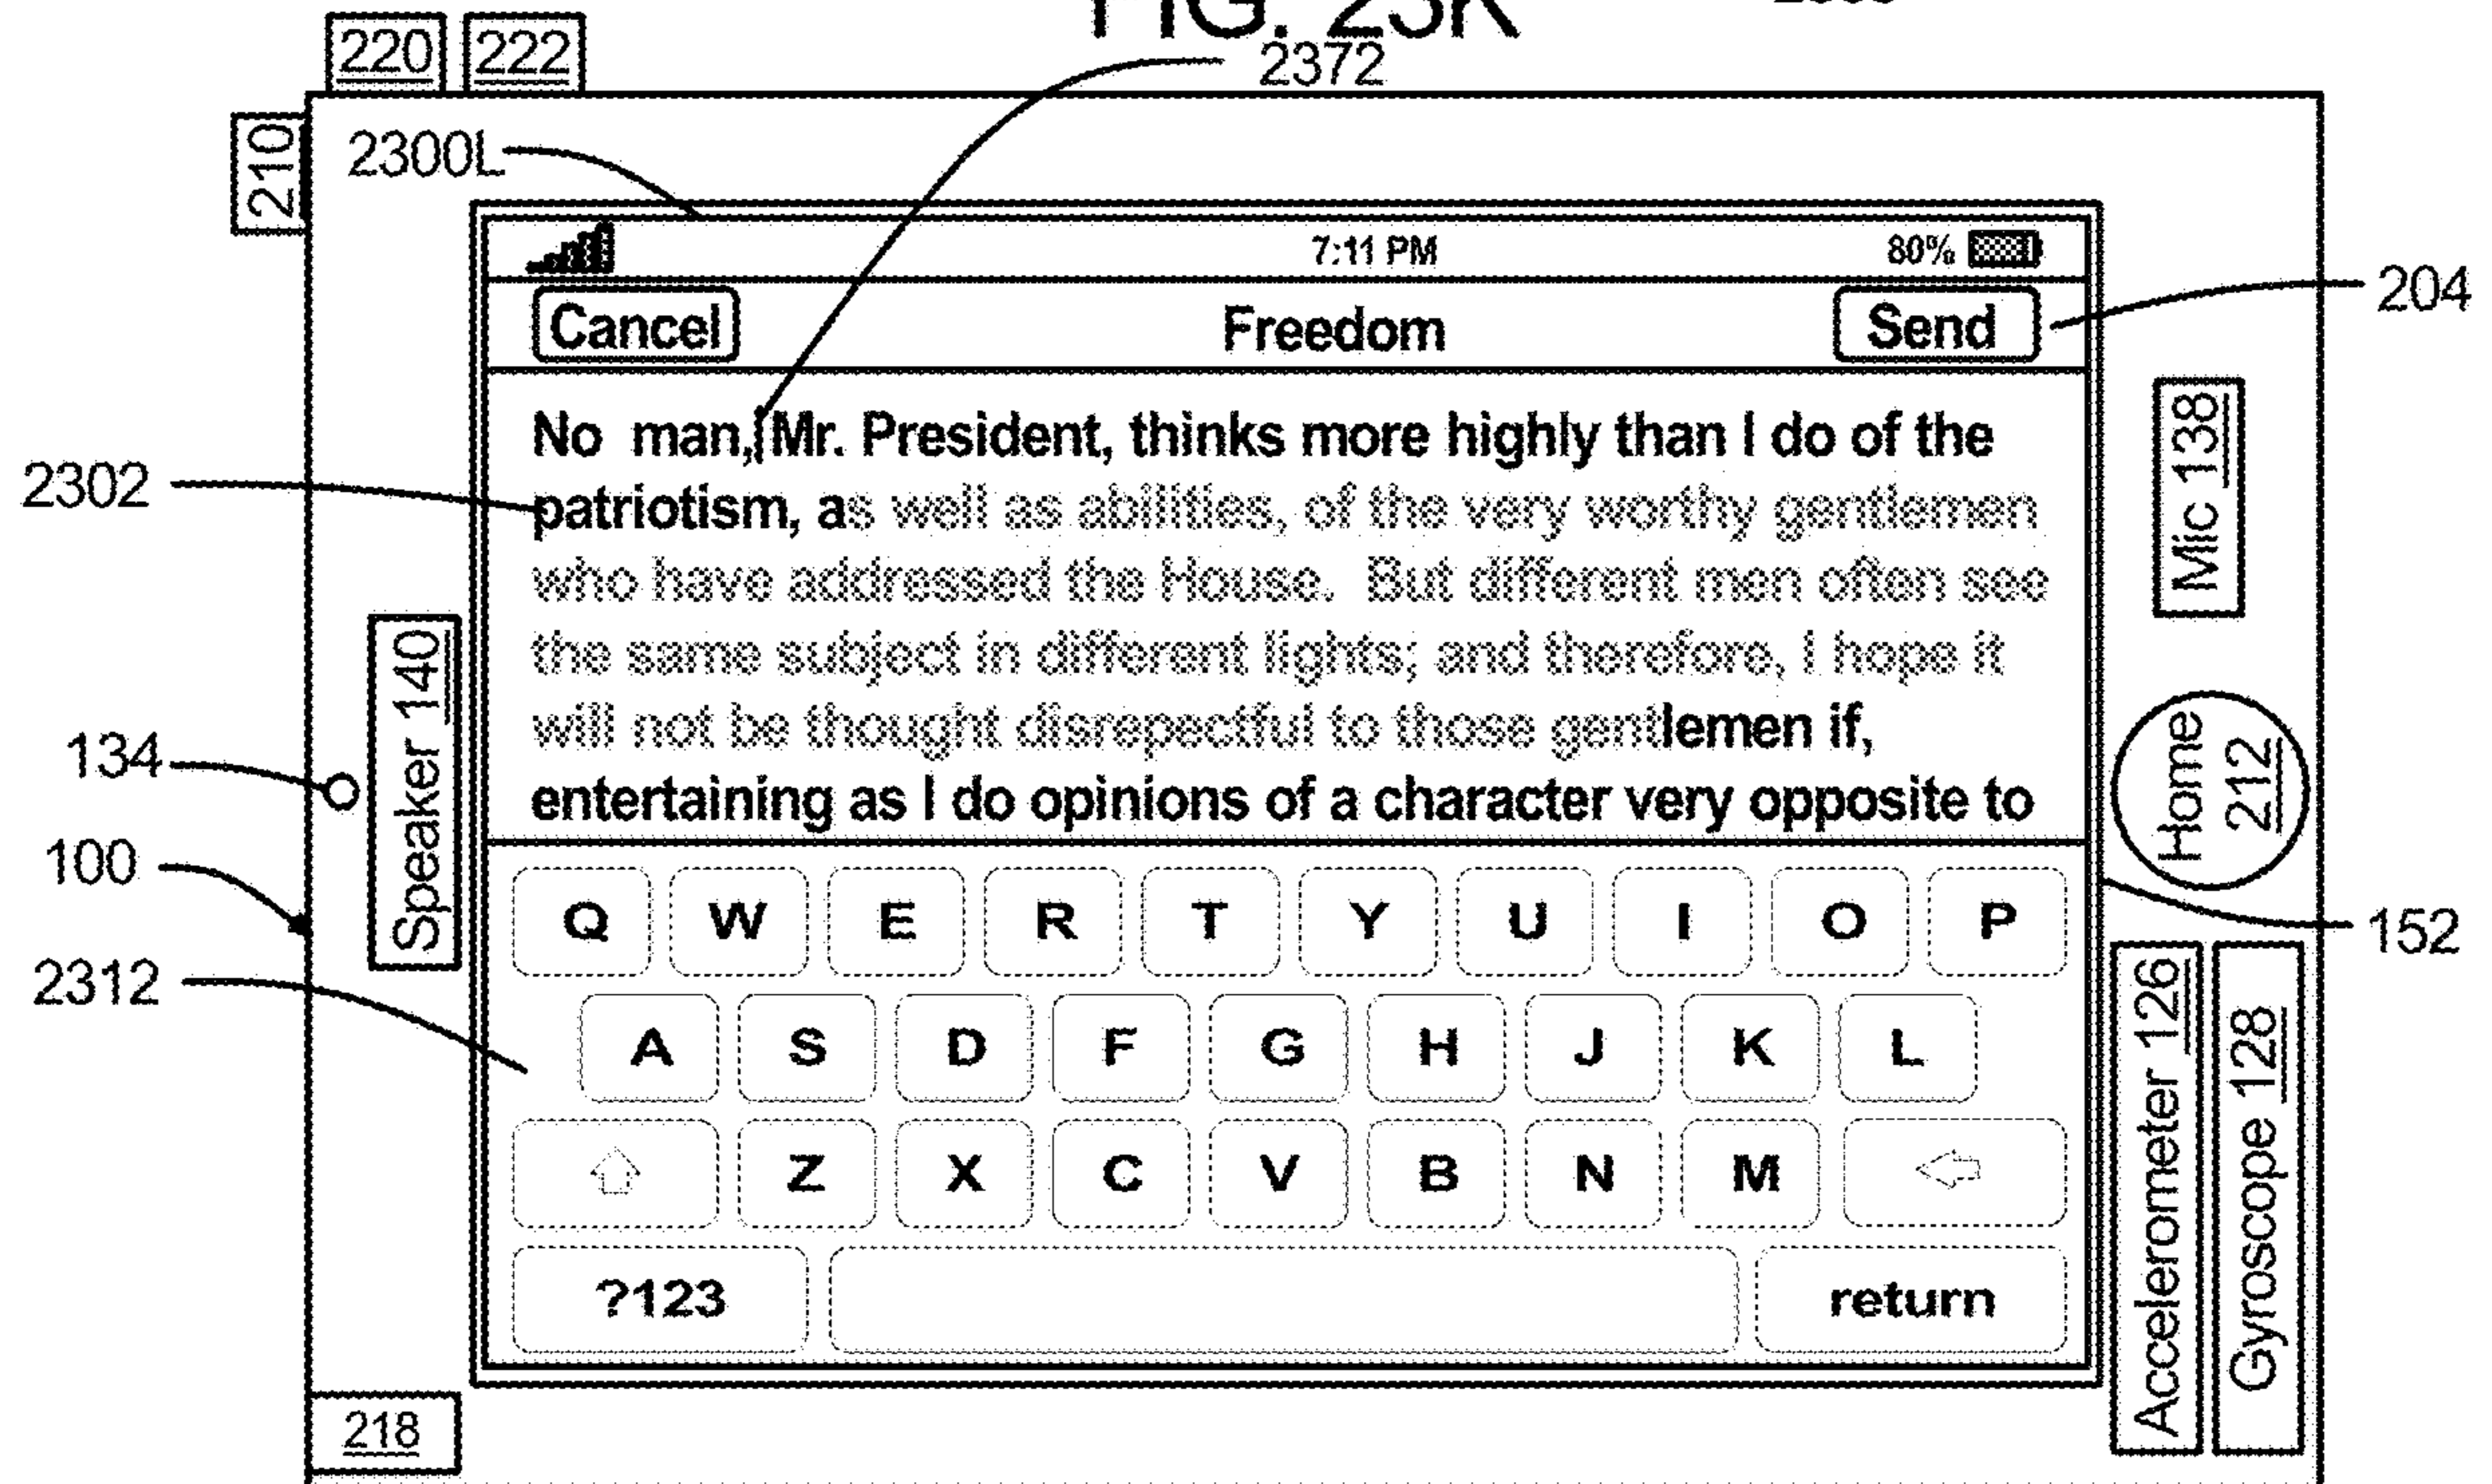 FIG. 23K
2372
220 222
210
2300L
7:11 PM 80%
Cancel Freedom Send
204
No man, Mr. President, thinks more highly than I do of the
patriotism, as well as abilities, of the very worthy gentlemen
who have addressed the House. But different men often see
the same subject in different lights; and therefore, I hope it
will not be thought disrepectful to those gentlemen if,
entertaining as I do opinions of a character very opposite to
2302
Mic 138
134
Speaker 140
Home
212
100
2312
152
Q W E R T Y U I O P
A S D F G H J K L
Z X C V B N M
?123 return
Accelerometer 126
Gyroscope 128
218